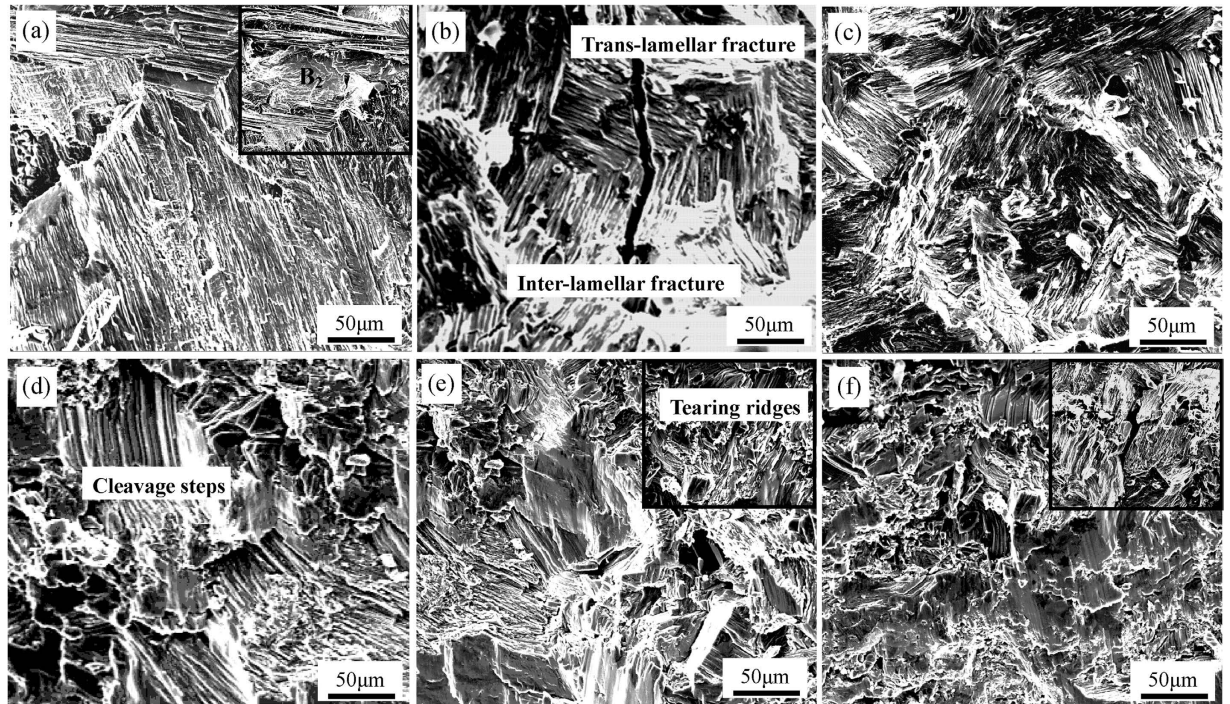 (a)
B2
50μm
(b)
Trans-lamellar fracture
Inter-lamellar fracture
50μm
(c)
50μm
(d)
Cleavage steps
50μm
(e)
Tearing ridges
50μm
(f)
50μm